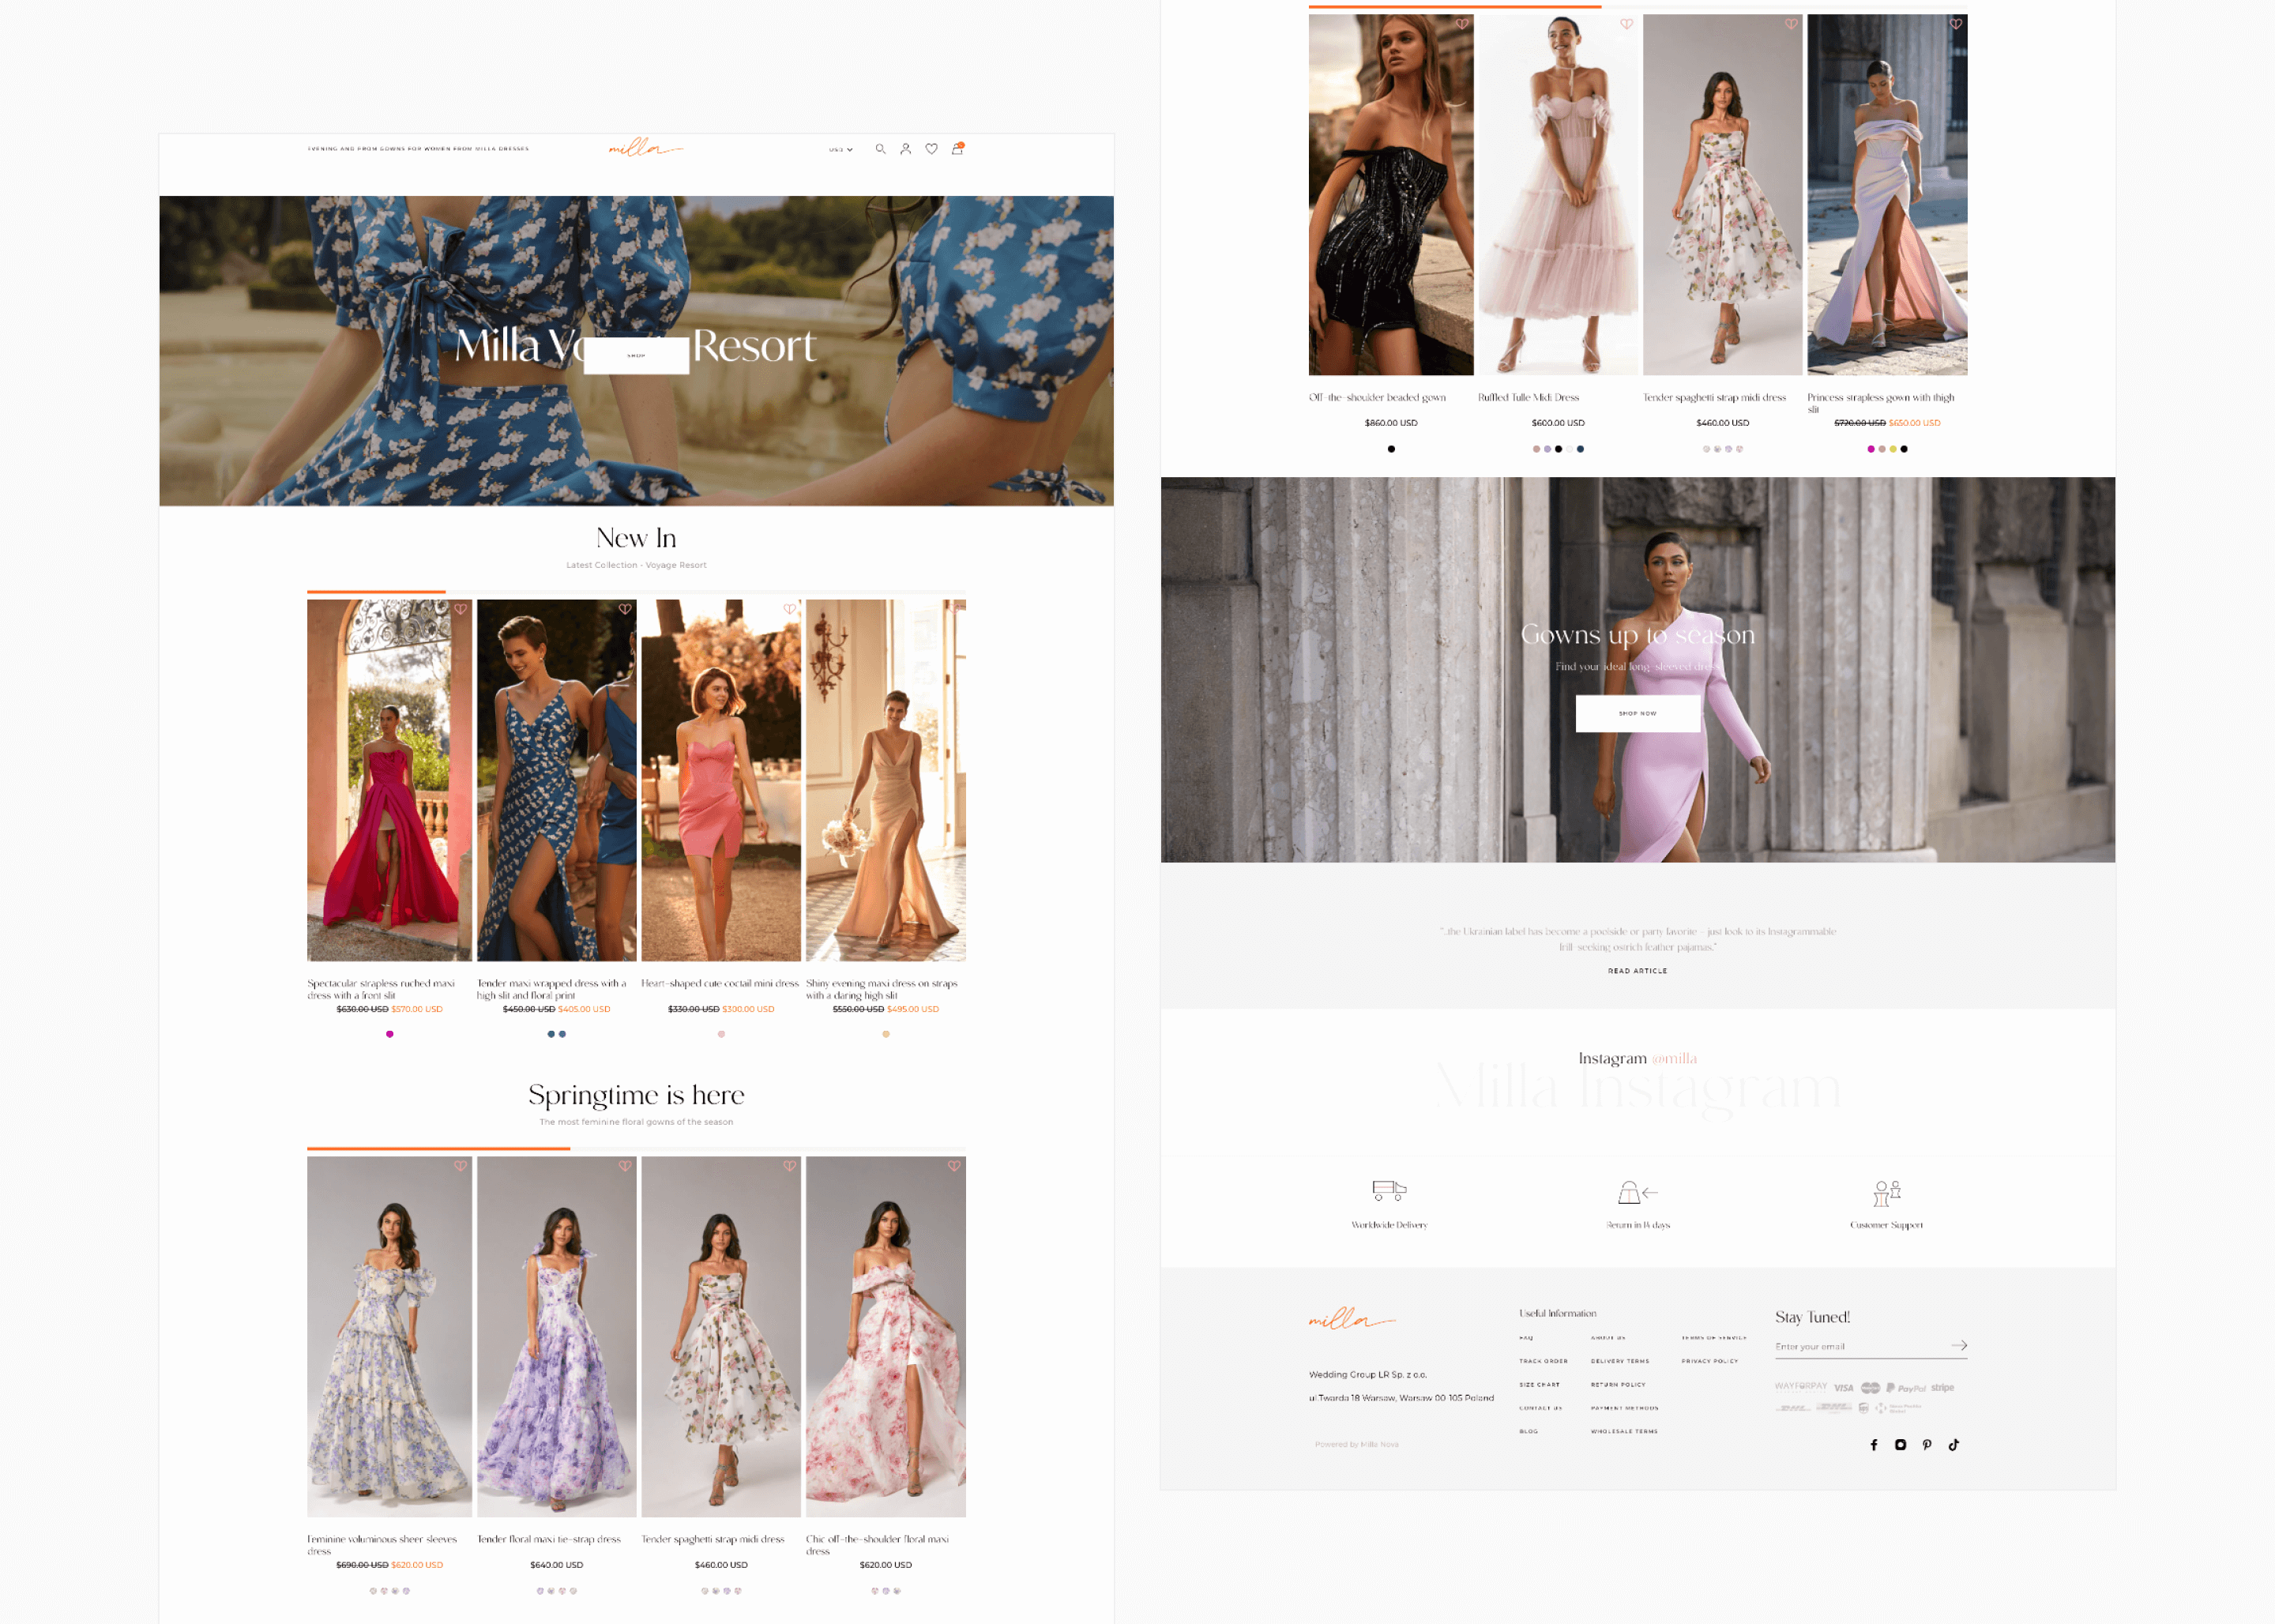 EVENING AND PROM GOWNS FOR WOMEN FROM MILLA DRESSES
milla
USD
Milla Vo Resort
SHOP
New In
Latest Collection - Voyage Resort
Spectacular strapless ruched maxi
dress with a front slit
$630.00 USD $570.00 USD
Tender maxi wrapped dress with a
high slit and floral print
$450.00 USD $405.00 USD
Heart-shaped cute coctail mini dress
$330.00 USD $300.00 USD
Shiny evening maxi dress on straps
with a daring high slit
$550.00 USD $495.00 USD
Springtime is here
The most feminine floral gowns of the season
Feminine voluminous sheer sleeves
dress
$690.00 USD $620.00 USD
Tender floral maxi tie-strap dress
$640.00 USD
Tender spaghetti strap midi dress
$460.00 USD
Chic off-the-shoulder floral maxi
dress
$620.00 USD
Off-the-shoulder beaded gown
$860.00 USD
Ruffled Tulle Midi Dress
$600.00 USD
Tender spaghetti strap midi dress
$460.00 USD
Princess strapless gown with thigh
slit
$720.00 USD $650.00 USD
Gowns up to season
Find your ideal long-sleeved dress
SHOP NOW
"...the Ukrainian label has become a poolside or party favorite – just look to its Instagrammable
frill-seeking ostrich feather pajamas."
READ ARTICLE
Instagram @milla
Milla Instagram
Worldwide Delivery
Return in 14 days
Customer Support
milla
Wedding Group LR Sp. z o.o.
ul.Twarda 18 Warsaw, Warsaw 00-105 Poland
Powered by Milla Nova
Useful Information
FAQ
TRACK ORDER
SIZE CHART
CONTACT US
BLOG
ABOUT US
DELIVERY TERMS
RETURN POLICY
PAYMENT METHODS
WHOLESALE TERMS
TERMS OF SERVICE
PRIVACY POLICY
Stay Tuned!
Enter your email
WAYFORPAY VISA PayPal stripe